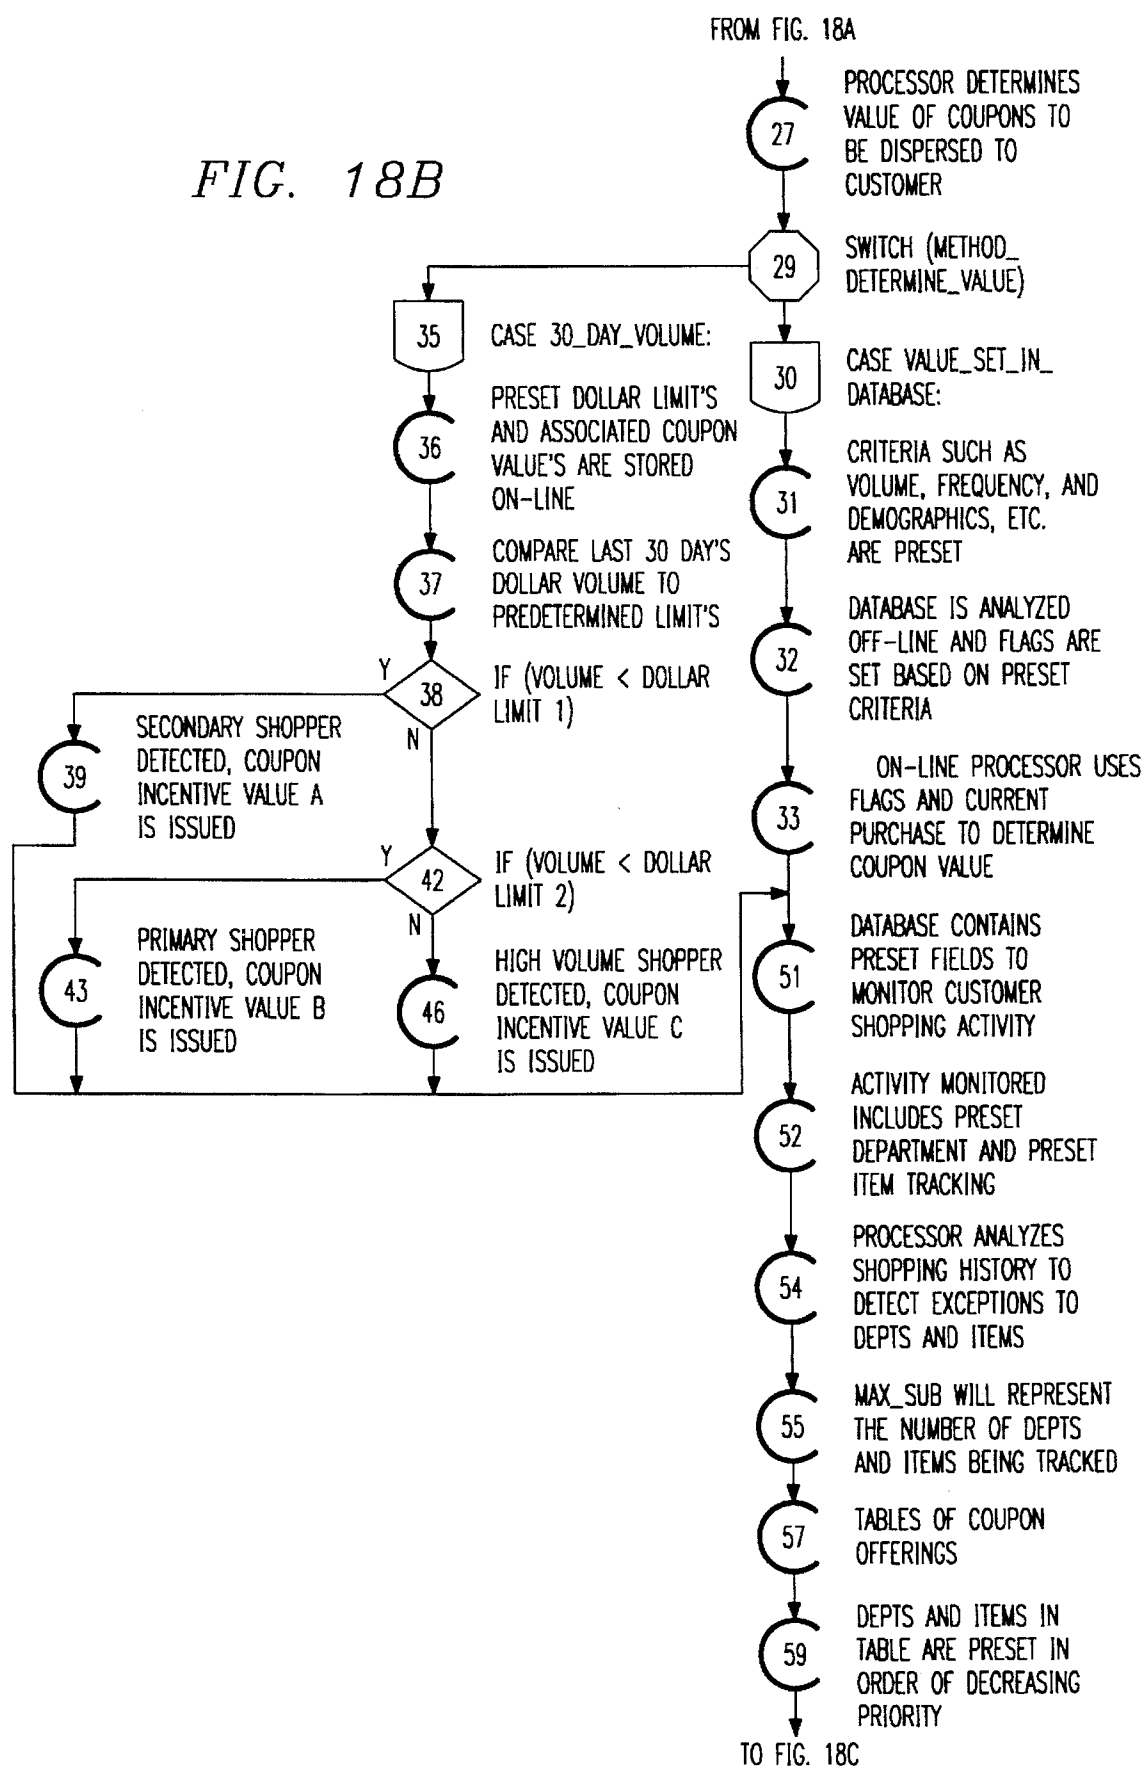 FROM FIG. 18A
FIG. 18B
27
PROCESSOR DETERMINES
VALUE OF COUPONS TO
BE DISPERSED TO
CUSTOMER
29
SWITCH (METHOD_
DETERMINE_VALUE)
35
CASE 30_DAY_VOLUME:
36
PRESET DOLLAR LIMIT'S
AND ASSOCIATED COUPON
VALUE'S ARE STORED
ON-LINE
37
COMPARE LAST 30 DAY'S
DOLLAR VOLUME TO
PREDETERMINED LIMIT'S
Y
38
N
IF (VOLUME < DOLLAR
LIMIT 1)
39
SECONDARY SHOPPER
DETECTED, COUPON
INCENTIVE VALUE A
IS ISSUED
Y
42
N
IF (VOLUME < DOLLAR
LIMIT 2)
43
PRIMARY SHOPPER
DETECTED, COUPON
INCENTIVE VALUE B
IS ISSUED
46
HIGH VOLUME SHOPPER
DETECTED, COUPON
INCENTIVE VALUE C
IS ISSUED
30
CASE VALUE_SET_IN_
DATABASE:
31
CRITERIA SUCH AS
VOLUME, FREQUENCY, AND
DEMOGRAPHICS, ETC.
ARE PRESET
32
DATABASE IS ANALYZED
OFF-LINE AND FLAGS ARE
SET BASED ON PRESET
CRITERIA
33
ON-LINE PROCESSOR USES
FLAGS AND CURRENT
PURCHASE TO DETERMINE
COUPON VALUE
51
DATABASE CONTAINS
PRESET FIELDS TO
MONITOR CUSTOMER
SHOPPING ACTIVITY
52
ACTIVITY MONITORED
INCLUDES PRESET
DEPARTMENT AND PRESET
ITEM TRACKING
54
PROCESSOR ANALYZES
SHOPPING HISTORY TO
DETECT EXCEPTIONS TO
DEPTS AND ITEMS
55
MAX_SUB WILL REPRESENT
THE NUMBER OF DEPTS
AND ITEMS BEING TRACKED
57
TABLES OF COUPON
OFFERINGS
59
DEPTS AND ITEMS IN
TABLE ARE PRESET IN
ORDER OF DECREASING
PRIORITY
TO FIG. 18C